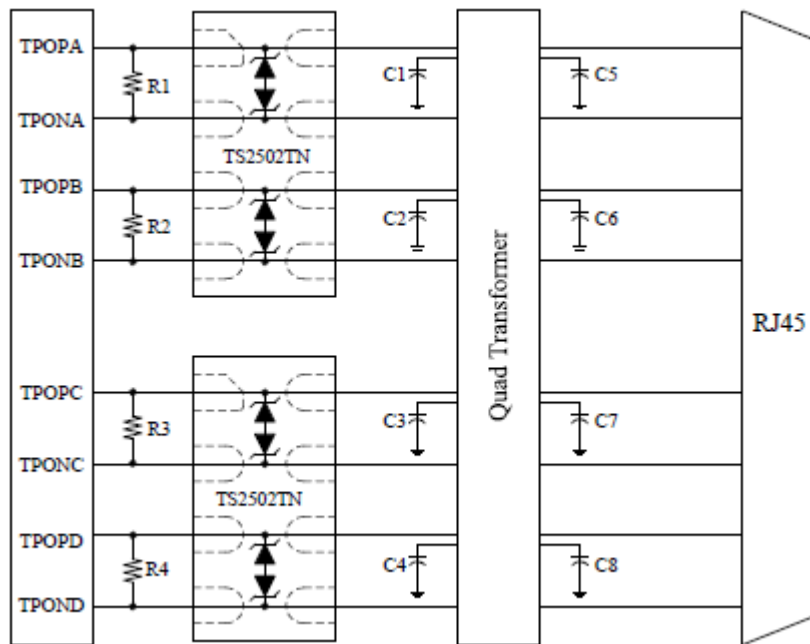 TPOPA
R1
C1
C5
TPONA
TS2502TN
TPOPB
R2
C2
C6
TPONB
Quad Transformer
RJ45
TPOPC
R3
C3
C7
TPONC
TS2502TN
TPOPD
R4
C4
C8
TPOND